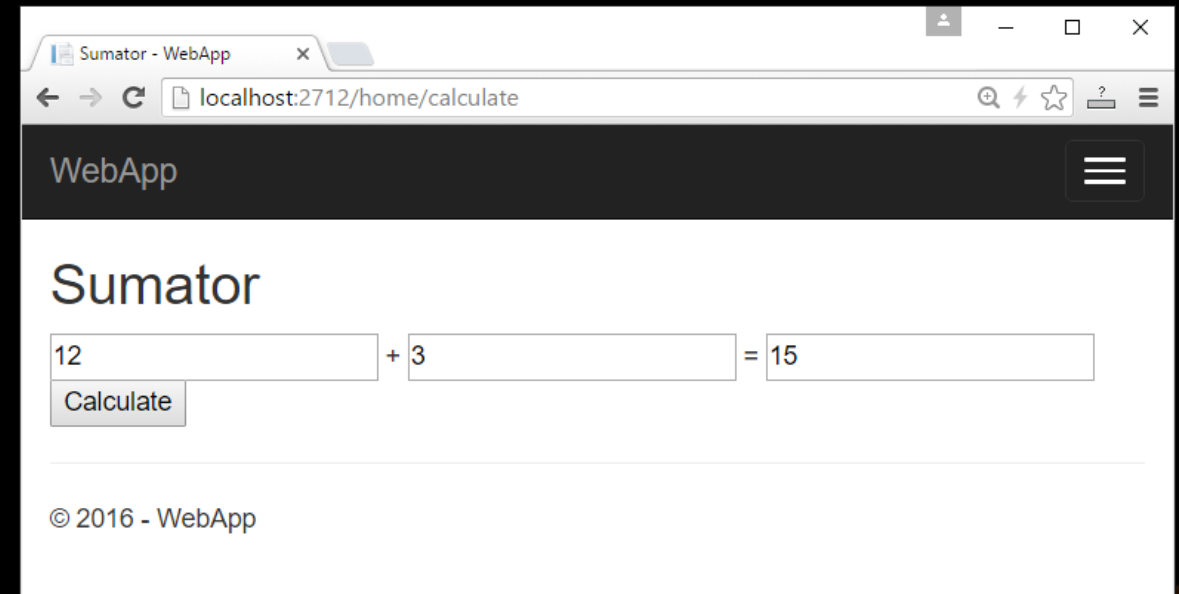 Sumator - WebApp
localhost:2712/home/calculate
?
WebApp
Sumator
12 + 3 = 15
Calculate
© 2016 - WebApp